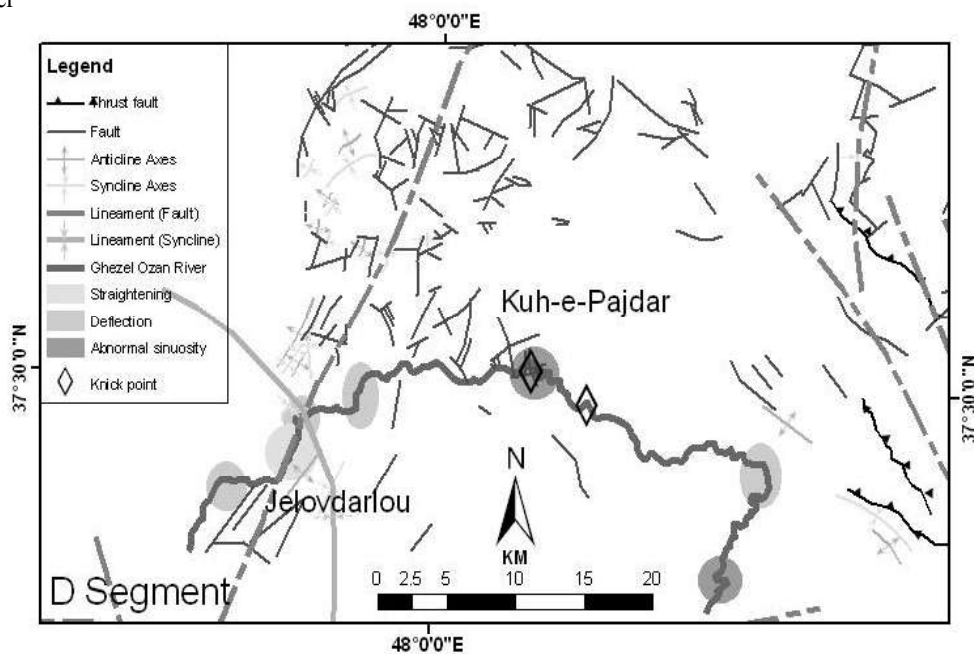 er
48°0'0"E
Legend
Thrust fault
Fault
Anticline Axes
Syncline Axes
Lineament (Fault)
Lineament (Syncline)
Ghezel Ozan River
Straightening
Deflection
Abnormal sinuosity
Knick point
37°30'0"N
37°30'0"N
Kuh-e-Pajdar
Jelovdarlou
N
KM
0 2.5 5 10 15 20
D Segment
48°0'0"E